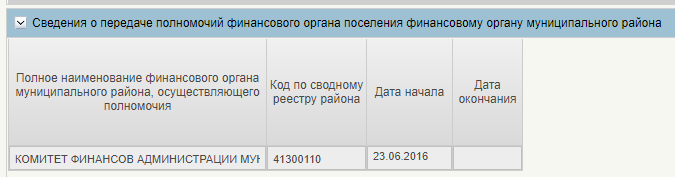 Сведения о передаче полномочий финансового органа поселения финансовому органу муниципального района
Полное наименование финансового органа
муниципального района, осуществляющего
полномочия
Код по сводному
реестру района
Дата начала
Дата
окончания
КОМИТЕТ ФИНАНСОВ АДМИНИСТРАЦИИ МУН
41300110
23.06.2016